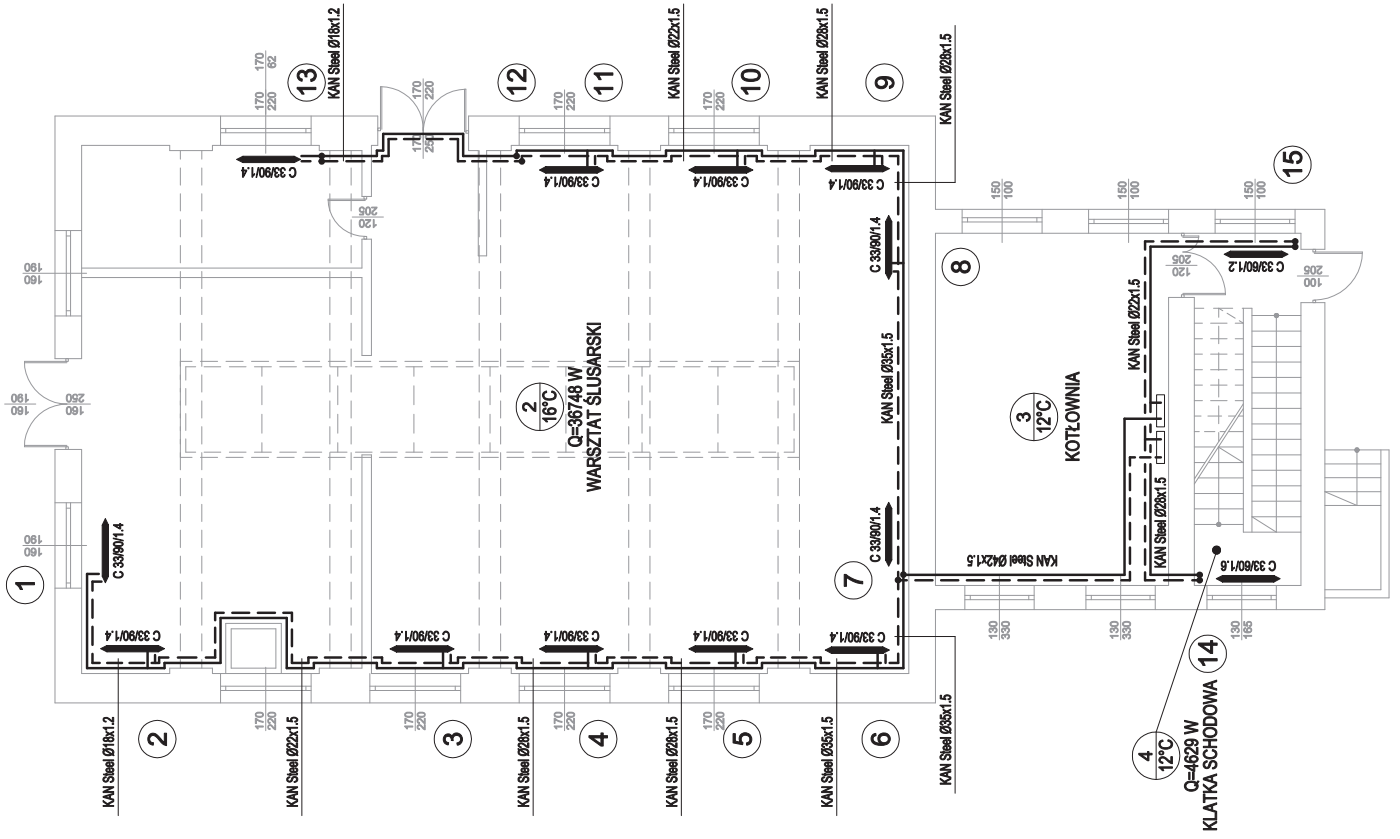 170
62
170
220
13
KAN Steel Ø18x1.2
170
220
170
250
12
170
220
11
KAN Steel Ø22x1.5
170
220
10
KAN Steel Ø28x1.5
9
KAN Steel Ø28x1.5
C 33/90/1.4
C 33/90/1.4
C 33/90/1.4
C 33/90/1.4
C 33/90/1.4
120
205
160
190
160
190
160
250
160
190
1
C 33/90/1.4
2
16°C
Q=36748 W
WARSZTAT ŚLUSARSKI
KAN Steel Ø35x1.5
C 33/90/1.4
7
8
150
100
150
100
150
100
15
C 33/60/1.2
120
205
100
205
KAN Steel Ø22x1.5
3
12°C
KOTŁOWNIA
KAN Steel Ø28x1.5
KAN Steel Ø42x1.5
C 33/60/1.6
C 33/90/1.4
C 33/90/1.4
C 33/90/1.4
C 33/90/1.4
C 33/90/1.4
KAN Steel Ø18x1.2
2
170
220
KAN Steel Ø22x1.5
170
220
3
KAN Steel Ø28x1.5
170
220
4
KAN Steel Ø28x1.5
170
220
5
KAN Steel Ø35x1.5
6
KAN Steel Ø35x1.5
130
330
130
330
130
165
14
4
12°C
Q=4629 W
KLATKA SCHODOWA